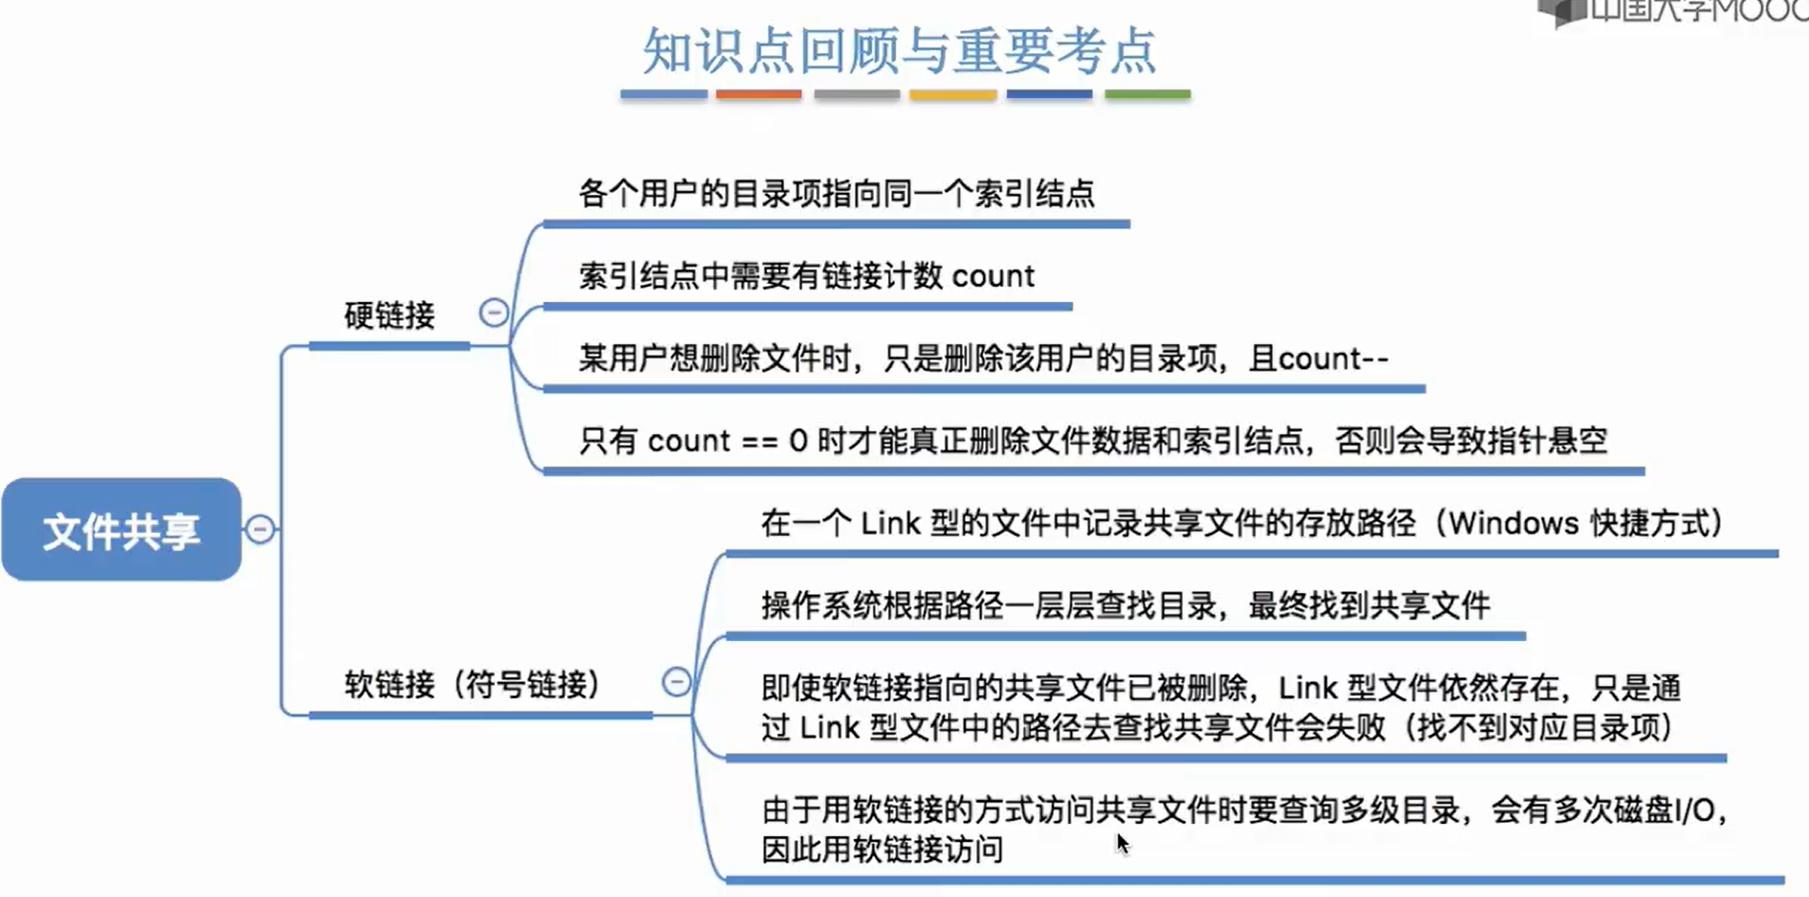 中国大学MOOC
知识点回顾与重要考点
各个用户的目录项指向同一个索引结点
索引结点中需要有链接计数 count
硬链接
某用户想删除文件时，只是删除该用户的目录项，且count--
只有 count == 0 时才能真正删除文件数据和索引结点，否则会导致指针悬空
文件共享
在一个 Link 型的文件中记录共享文件的存放路径（Windows 快捷方式）
操作系统根据路径一层层查找目录，最终找到共享文件
软链接（符号链接）
即使软链接指向的共享文件已被删除，Link 型文件依然存在，只是通
过 Link 型文件中的路径去查找共享文件会失败（找不到对应目录项）
由于用软链接的方式访问共享文件时要查询多级目录，会有多次磁盘I/O，
因此用软链接访问